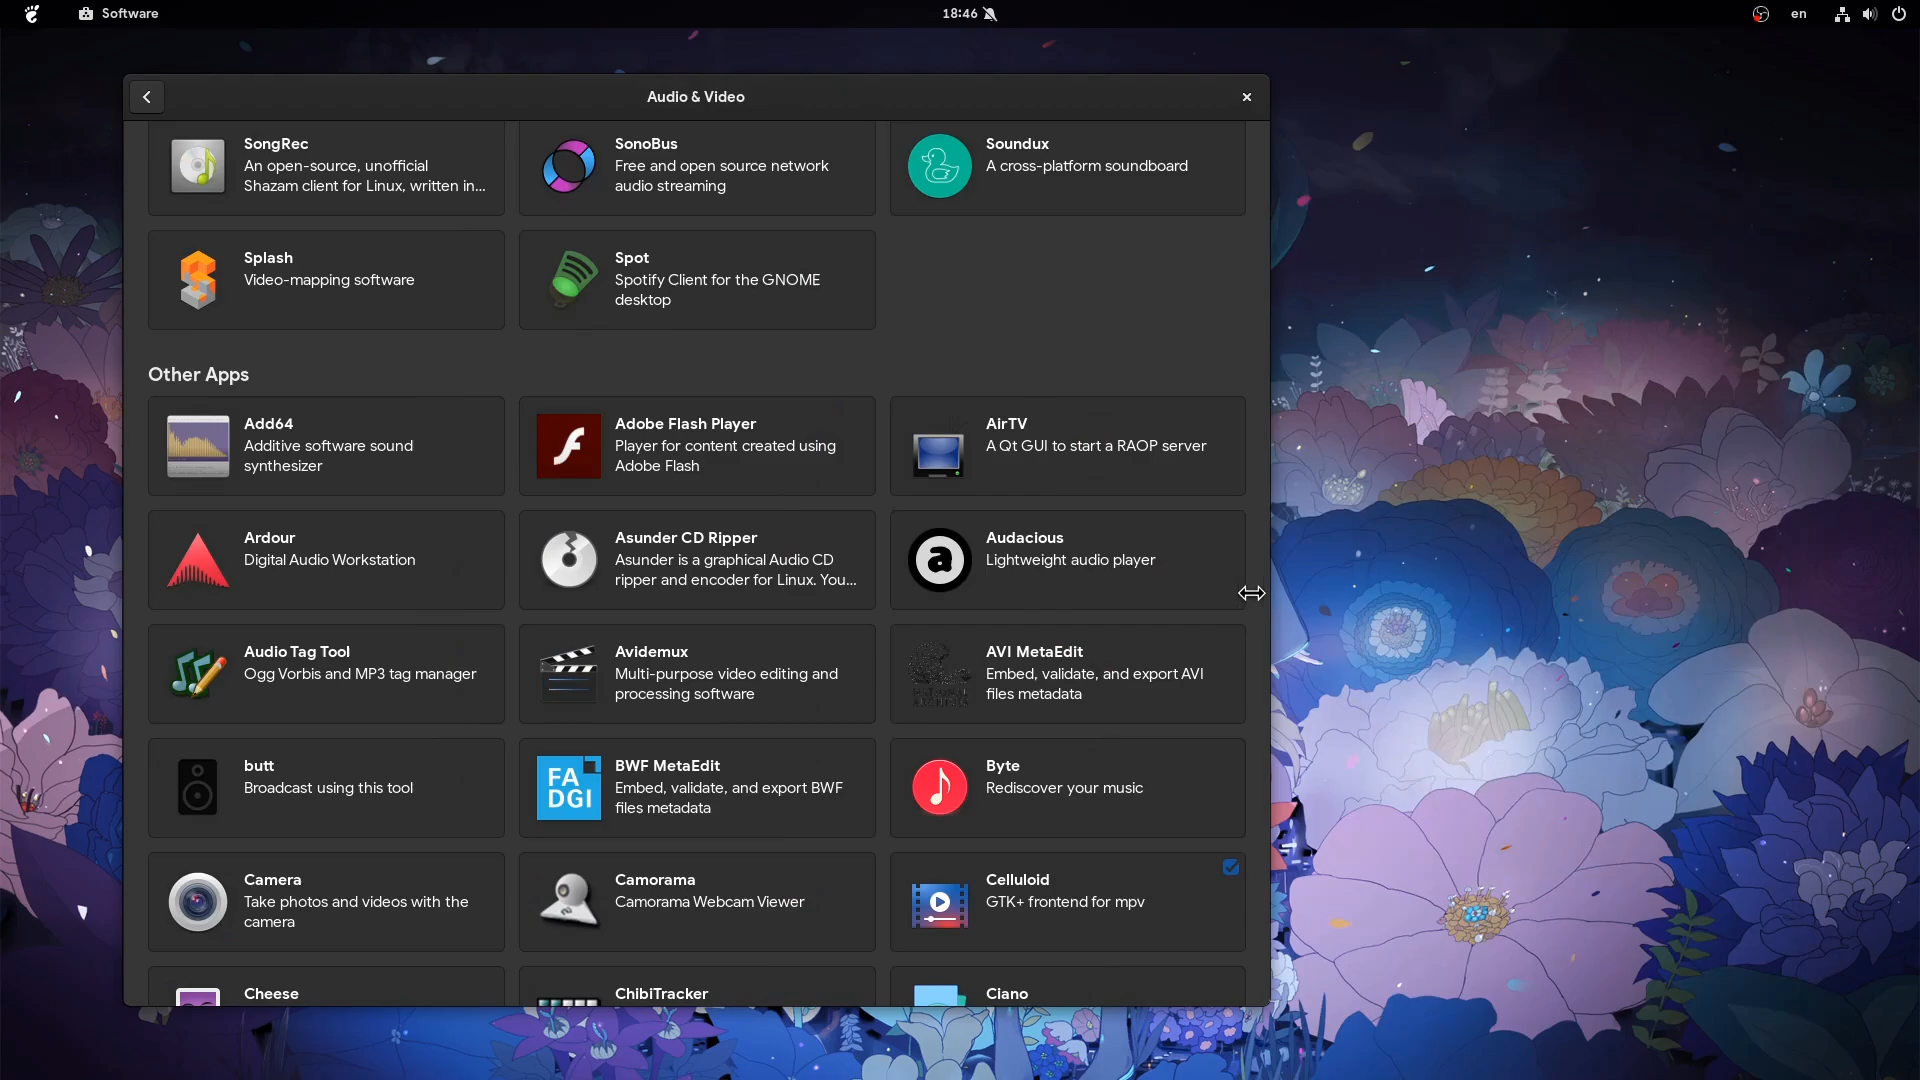 Software
18:46
en
Audio & Video
SongRec
An open-source, unofficial
Shazam client for Linux, written in…
SonoBus
Free and open source network
audio streaming
Soundux
A cross-platform soundboard
Splash
Video-mapping software
Spot
Spotify Client for the GNOME
desktop
Other Apps
Add64
Additive software sound
synthesizer
Adobe Flash Player
Player for content created using
Adobe Flash
AirTV
A Qt GUI to start a RAOP server
Ardour
Digital Audio Workstation
Asunder CD Ripper
Asunder is a graphical Audio CD
ripper and encoder for Linux. You…
a
Audacious
Lightweight audio player
Audio Tag Tool
Ogg Vorbis and MP3 tag manager
Avidemux
Multi-purpose video editing and
processing software
AVI MetaEdit
Embed, validate, and export AVI
files metadata
butt
Broadcast using this tool
FA
DGI
BWF MetaEdit
Embed, validate, and export BWF
files metadata
Byte
Rediscover your music
Camera
Take photos and videos with the
camera
Camorama
Camorama Webcam Viewer
Celluloid
GTK+ frontend for mpv
Cheese
ChibiTracker
Ciano